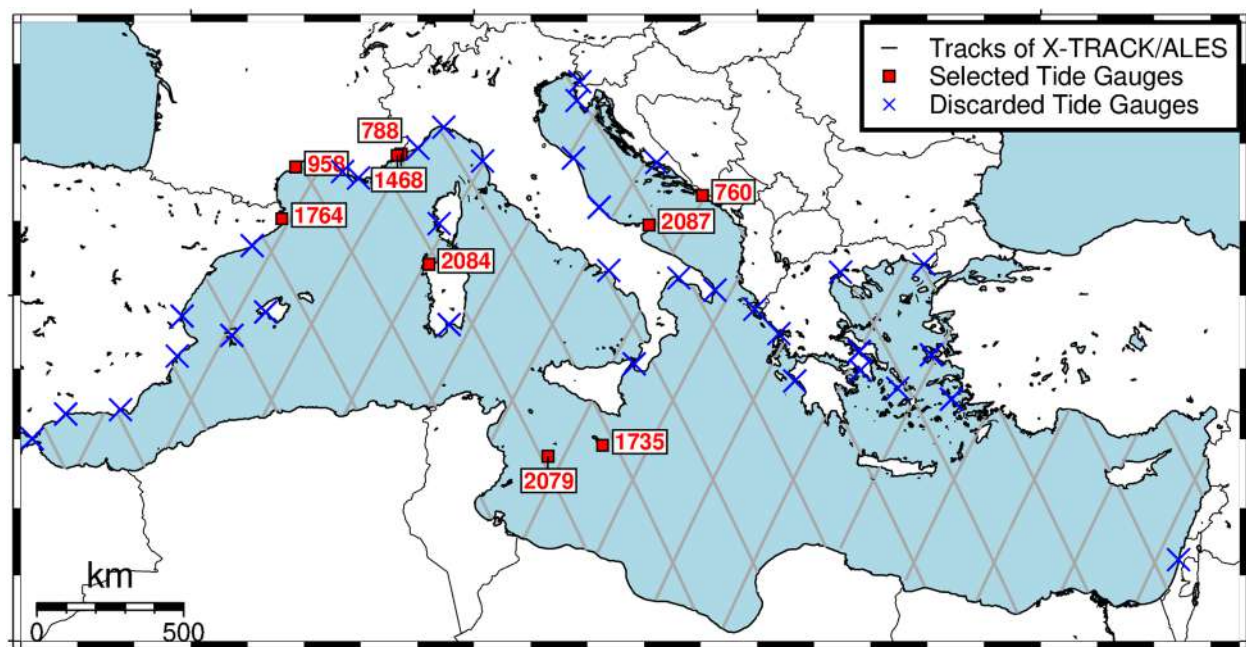 Tracks of X-TRACK/ALES
Selected Tide Gauges
Discarded Tide Gauges
788
958
1468
760
1764
2087
2084
1735
2079
km
0 500